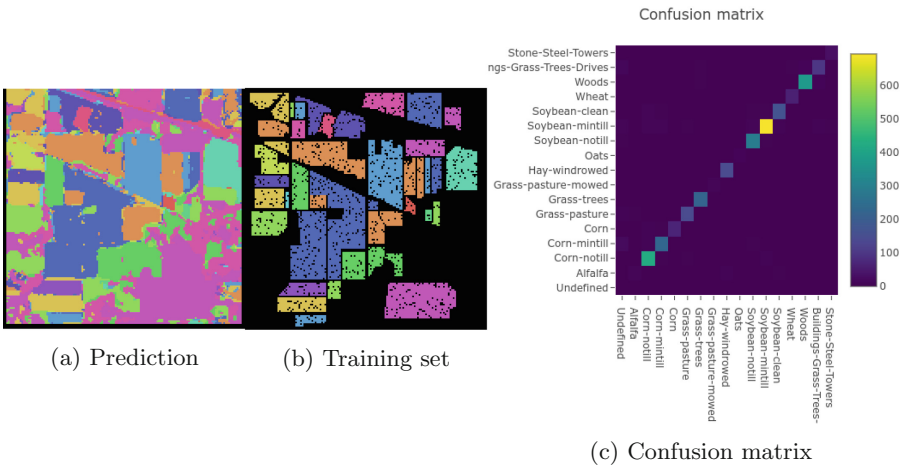 Confusion matrix
Stone-Steel-Towers
ngs-Grass-Trees-Drives
Woods
Wheat
Soybean-clean
Soybean-mintill
Soybean-notill
Oats
Hay-windrowed
Grass-pasture-mowed
Grass-trees
Grass-pasture
Corn
Corn-mintill
Corn-notill
Alfalfa
Undefined
Undefined
Alfalfa
Corn-notill
Corn-mintill
Corn
Grass-pasture
Grass-trees
Grass-pasture-mowed
Hay-windrowed
Oats
Soybean-notill
Soybean-mintill
Soybean-clean
Wheat
Woods
Buildings-Grass-Trees-
Stone-Steel-Towers
600
500
400
300
200
100
0
(a) Prediction
(b) Training set
(c) Confusion matrix